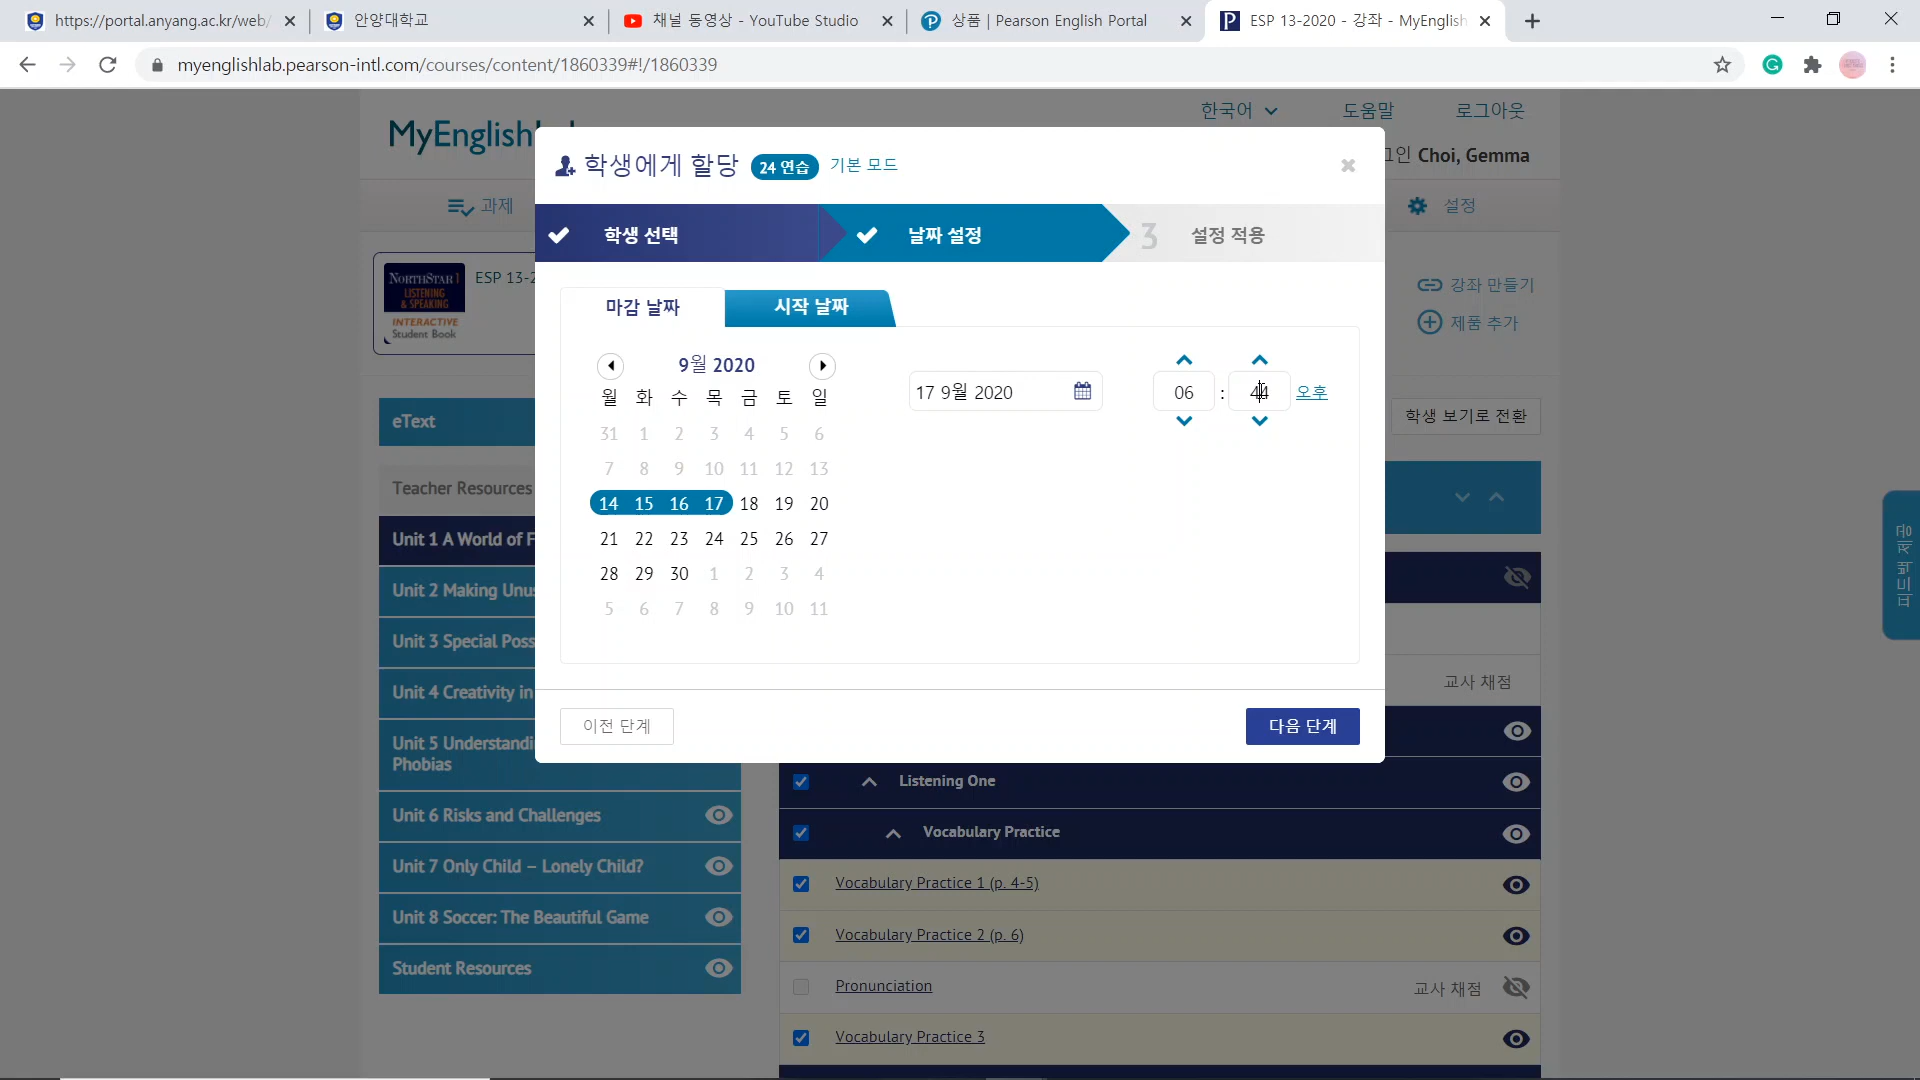 https://portal.anyang.ac.kr/web/
안양대학교
채널 동영상 - YouTube Studio
상품 | Pearson English Portal
ESP 13-2020 - 강좌 - MyEnglish
myenglishlab.pearson-intl.com/courses/content/1860339#!/1860339
한국어
도움말
로그아웃
MyEnglish
Choi, Gemma
과제
설정
학생에게 할당
24 연습
기본 모드
학생 선택
날짜 설정
3 설정 적용
NORTHSTAR 1
LISTENING
& SPEAKING
INTERACTIVE
Student Book
ESP 13-2
강좌 만들기
제품 추가
마감 날짜
시작 날짜
9월 2020
월 화 수 목 금 토 일
31 1 2 3 4 5 6
7 8 9 10 11 12 13
14 15 16 17 18 19 20
21 22 23 24 25 26 27
28 29 30 1 2 3 4
5 6 7 8 9 10 11
17 9월 2020
06 : 44 오후
학생 보기로 전환
이전 단계
다음 단계
eText
Teacher Resources
Unit 1 A World of F
Unit 2 Making Unus
Unit 3 Special Poss
Unit 4 Creativity in
Unit 5 Understandi
Phobias
Unit 6 Risks and Challenges
Unit 7 Only Child – Lonely Child?
Unit 8 Soccer: The Beautiful Game
Student Resources
교사 채점
Listening One
Vocabulary Practice
Vocabulary Practice 1 (p. 4-5)
Vocabulary Practice 2 (p. 6)
Pronunciation
교사 채점
Vocabulary Practice 3